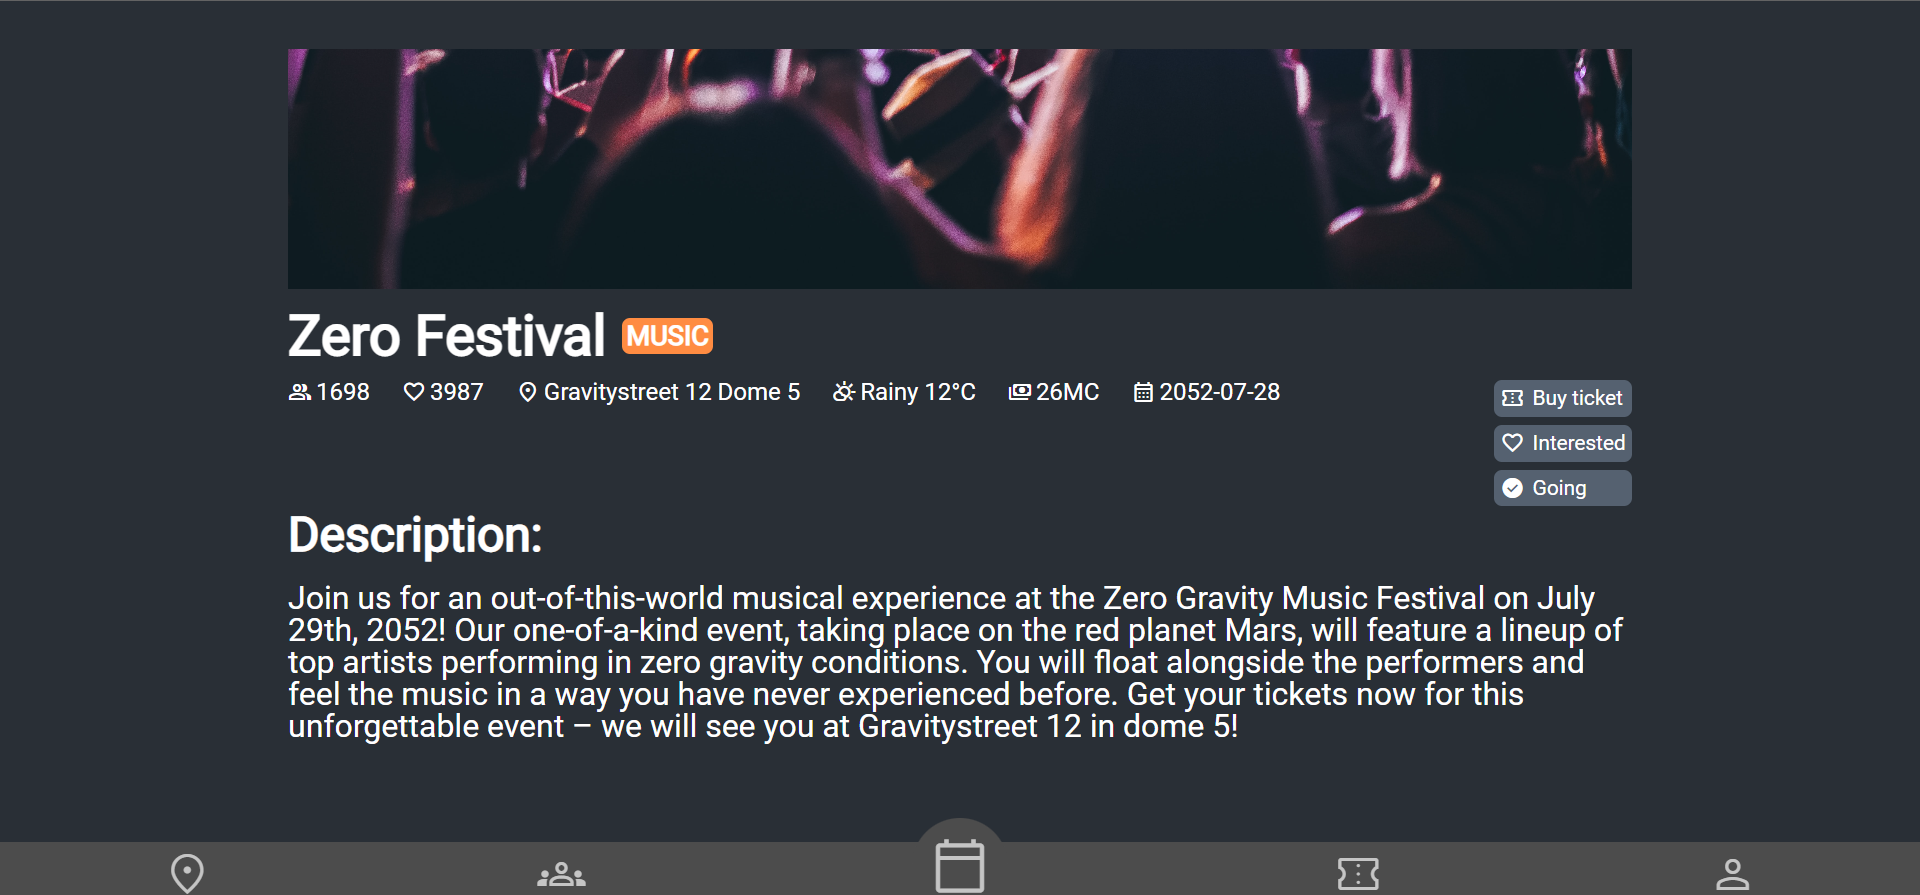 Zero Festival MUSIC
1698 3987 Gravitystreet 12 Dome 5 Rainy 12°C 26MC 2052-07-28
Buy ticket
Interested
Going
Description:
Join us for an out-of-this-world musical experience at the Zero Gravity Music Festival on July
29th, 2052! Our one-of-a-kind event, taking place on the red planet Mars, will feature a lineup of
top artists performing in zero gravity conditions. You will float alongside the performers and
feel the music in a way you have never experienced before. Get your tickets now for this
unforgettable event – we will see you at Gravitystreet 12 in dome 5!